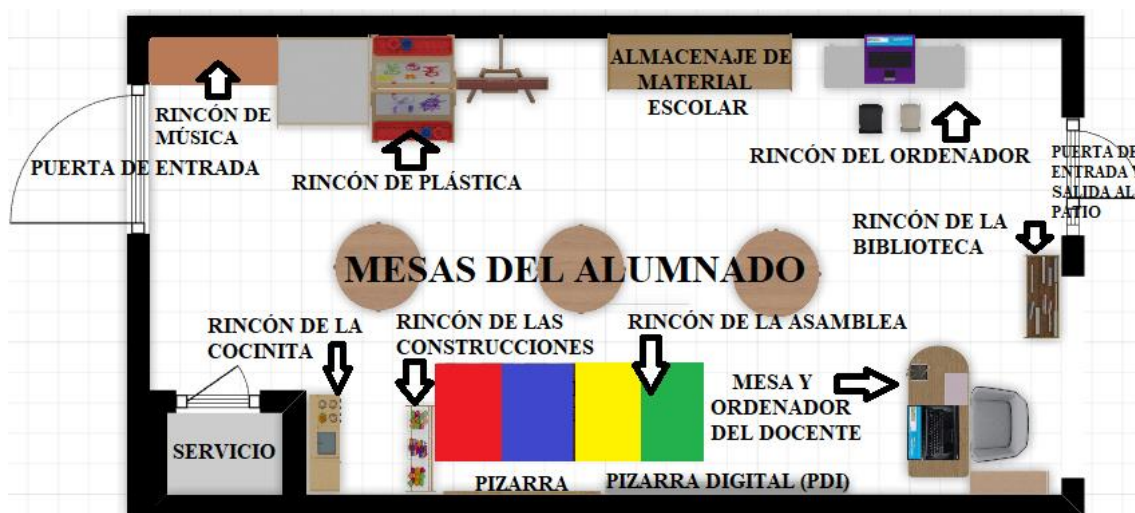 ALMACENAJE DE
MATERIAL
ESCOLAR
RINCÓN DE
MÚSICA
PUERTA DE ENTRADA
RINCÓN DE PLÁSTICA
RINCÓN DEL ORDENADOR
PUERTA DE
ENTRADA Y
SALIDA AL
PATIO
RINCÓN DE LA
BIBLIOTECA
MESAS DEL ALUMNADO
RINCÓN DE LA
COCINITA
RINCÓN DE LAS
CONSTRUCCIONES
RINCÓN DE LA ASAMBLEA
MESA Y
ORDENADOR
DEL DOCENTE
SERVICIO
PIZARRA
PIZARRA DIGITAL (PDI)